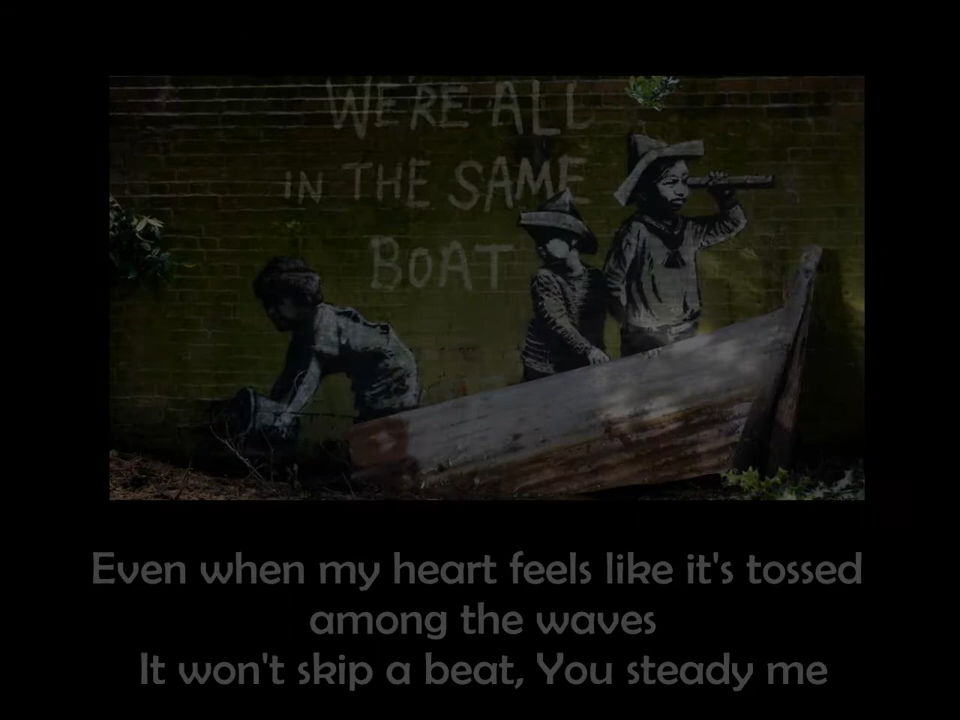 WE'RE ALL
IN THE SAME
BOAT
Even when my heart feels like it's tossed
among the waves
It won't skip a beat, You steady me